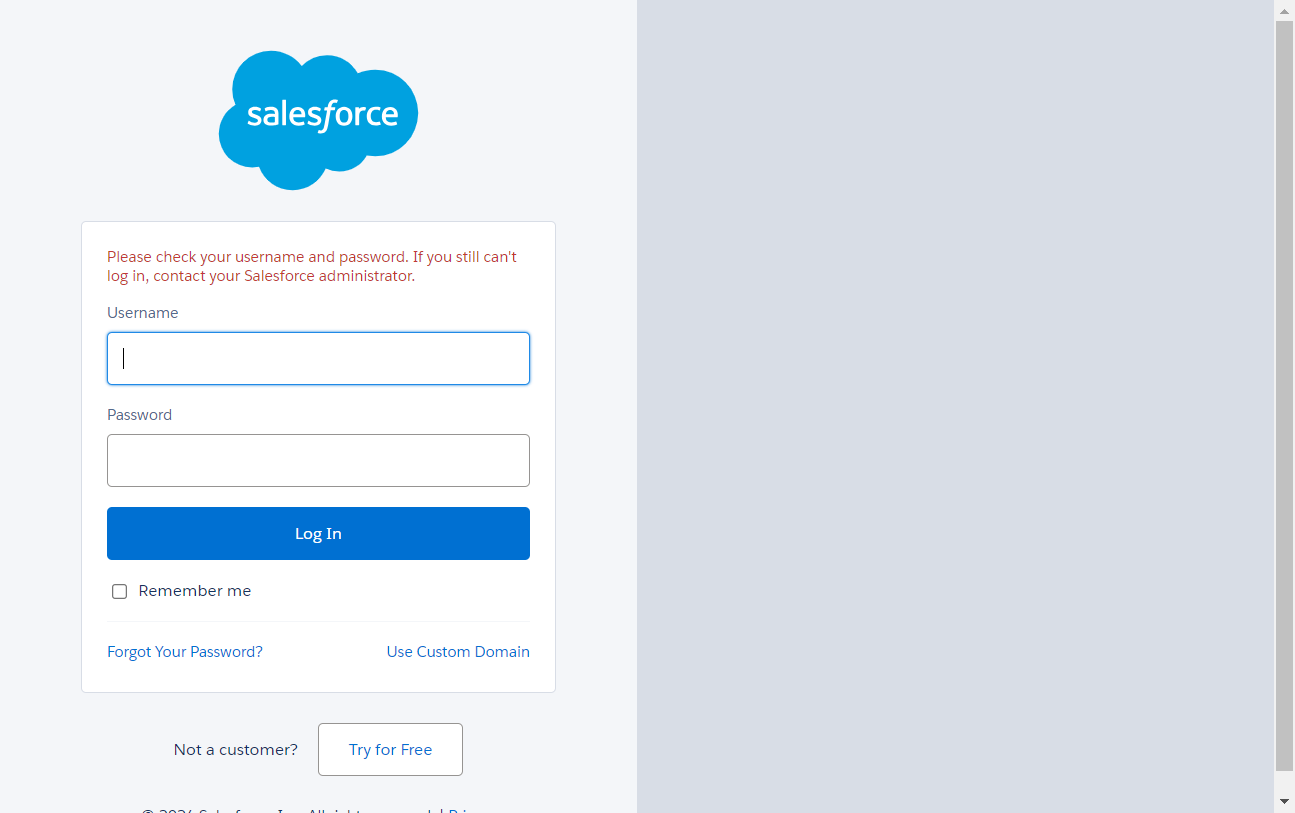 salesforce
Please check your username and password. If you still can't
log in, contact your Salesforce administrator.
Username
Password
Log In
Remember me
Forgot Your Password?
Use Custom Domain
Not a customer?
Try for Free